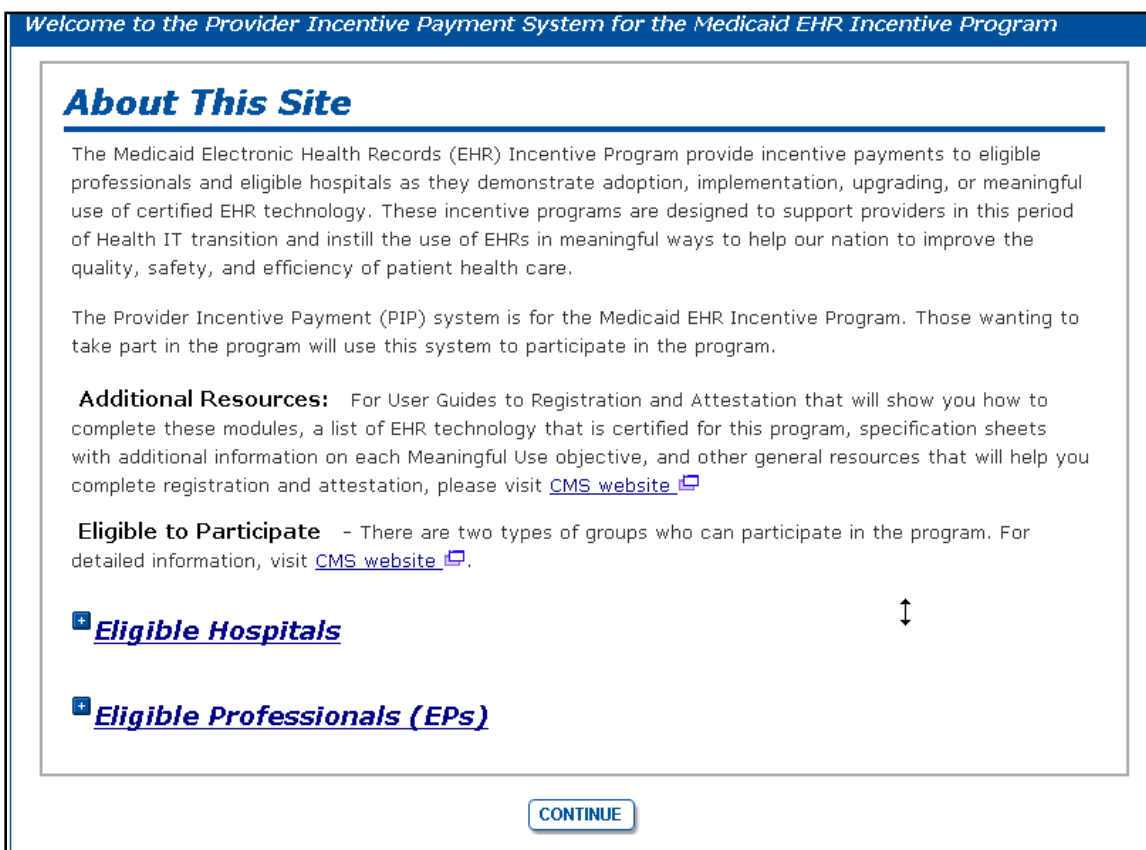 Welcome to the Provider Incentive Payment System for the Medicaid EHR Incentive Program
About This Site
The Medicaid Electronic Health Records (EHR) Incentive Program provide incentive payments to eligible
professionals and eligible hospitals as they demonstrate adoption, implementation, upgrading, or meaningful
use of certified EHR technology. These incentive programs are designed to support providers in this period
of Health IT transition and instill the use of EHRs in meaningful ways to help our nation to improve the
quality, safety, and efficiency of patient health care.
The Provider Incentive Payment (PIP) system is for the Medicaid EHR Incentive Program. Those wanting to
take part in the program will use this system to participate in the program.
Additional Resources: For User Guides to Registration and Attestation that will show you how to
complete these modules, a list of EHR technology that is certified for this program, specification sheets
with additional information on each Meaningful Use objective, and other general resources that will help you
complete registration and attestation, please visit CMS website
Eligible to Participate - There are two types of groups who can participate in the program. For
detailed information, visit CMS website .
Eligible Hospitals
Eligible Professionals (EPs)
CONTINUE